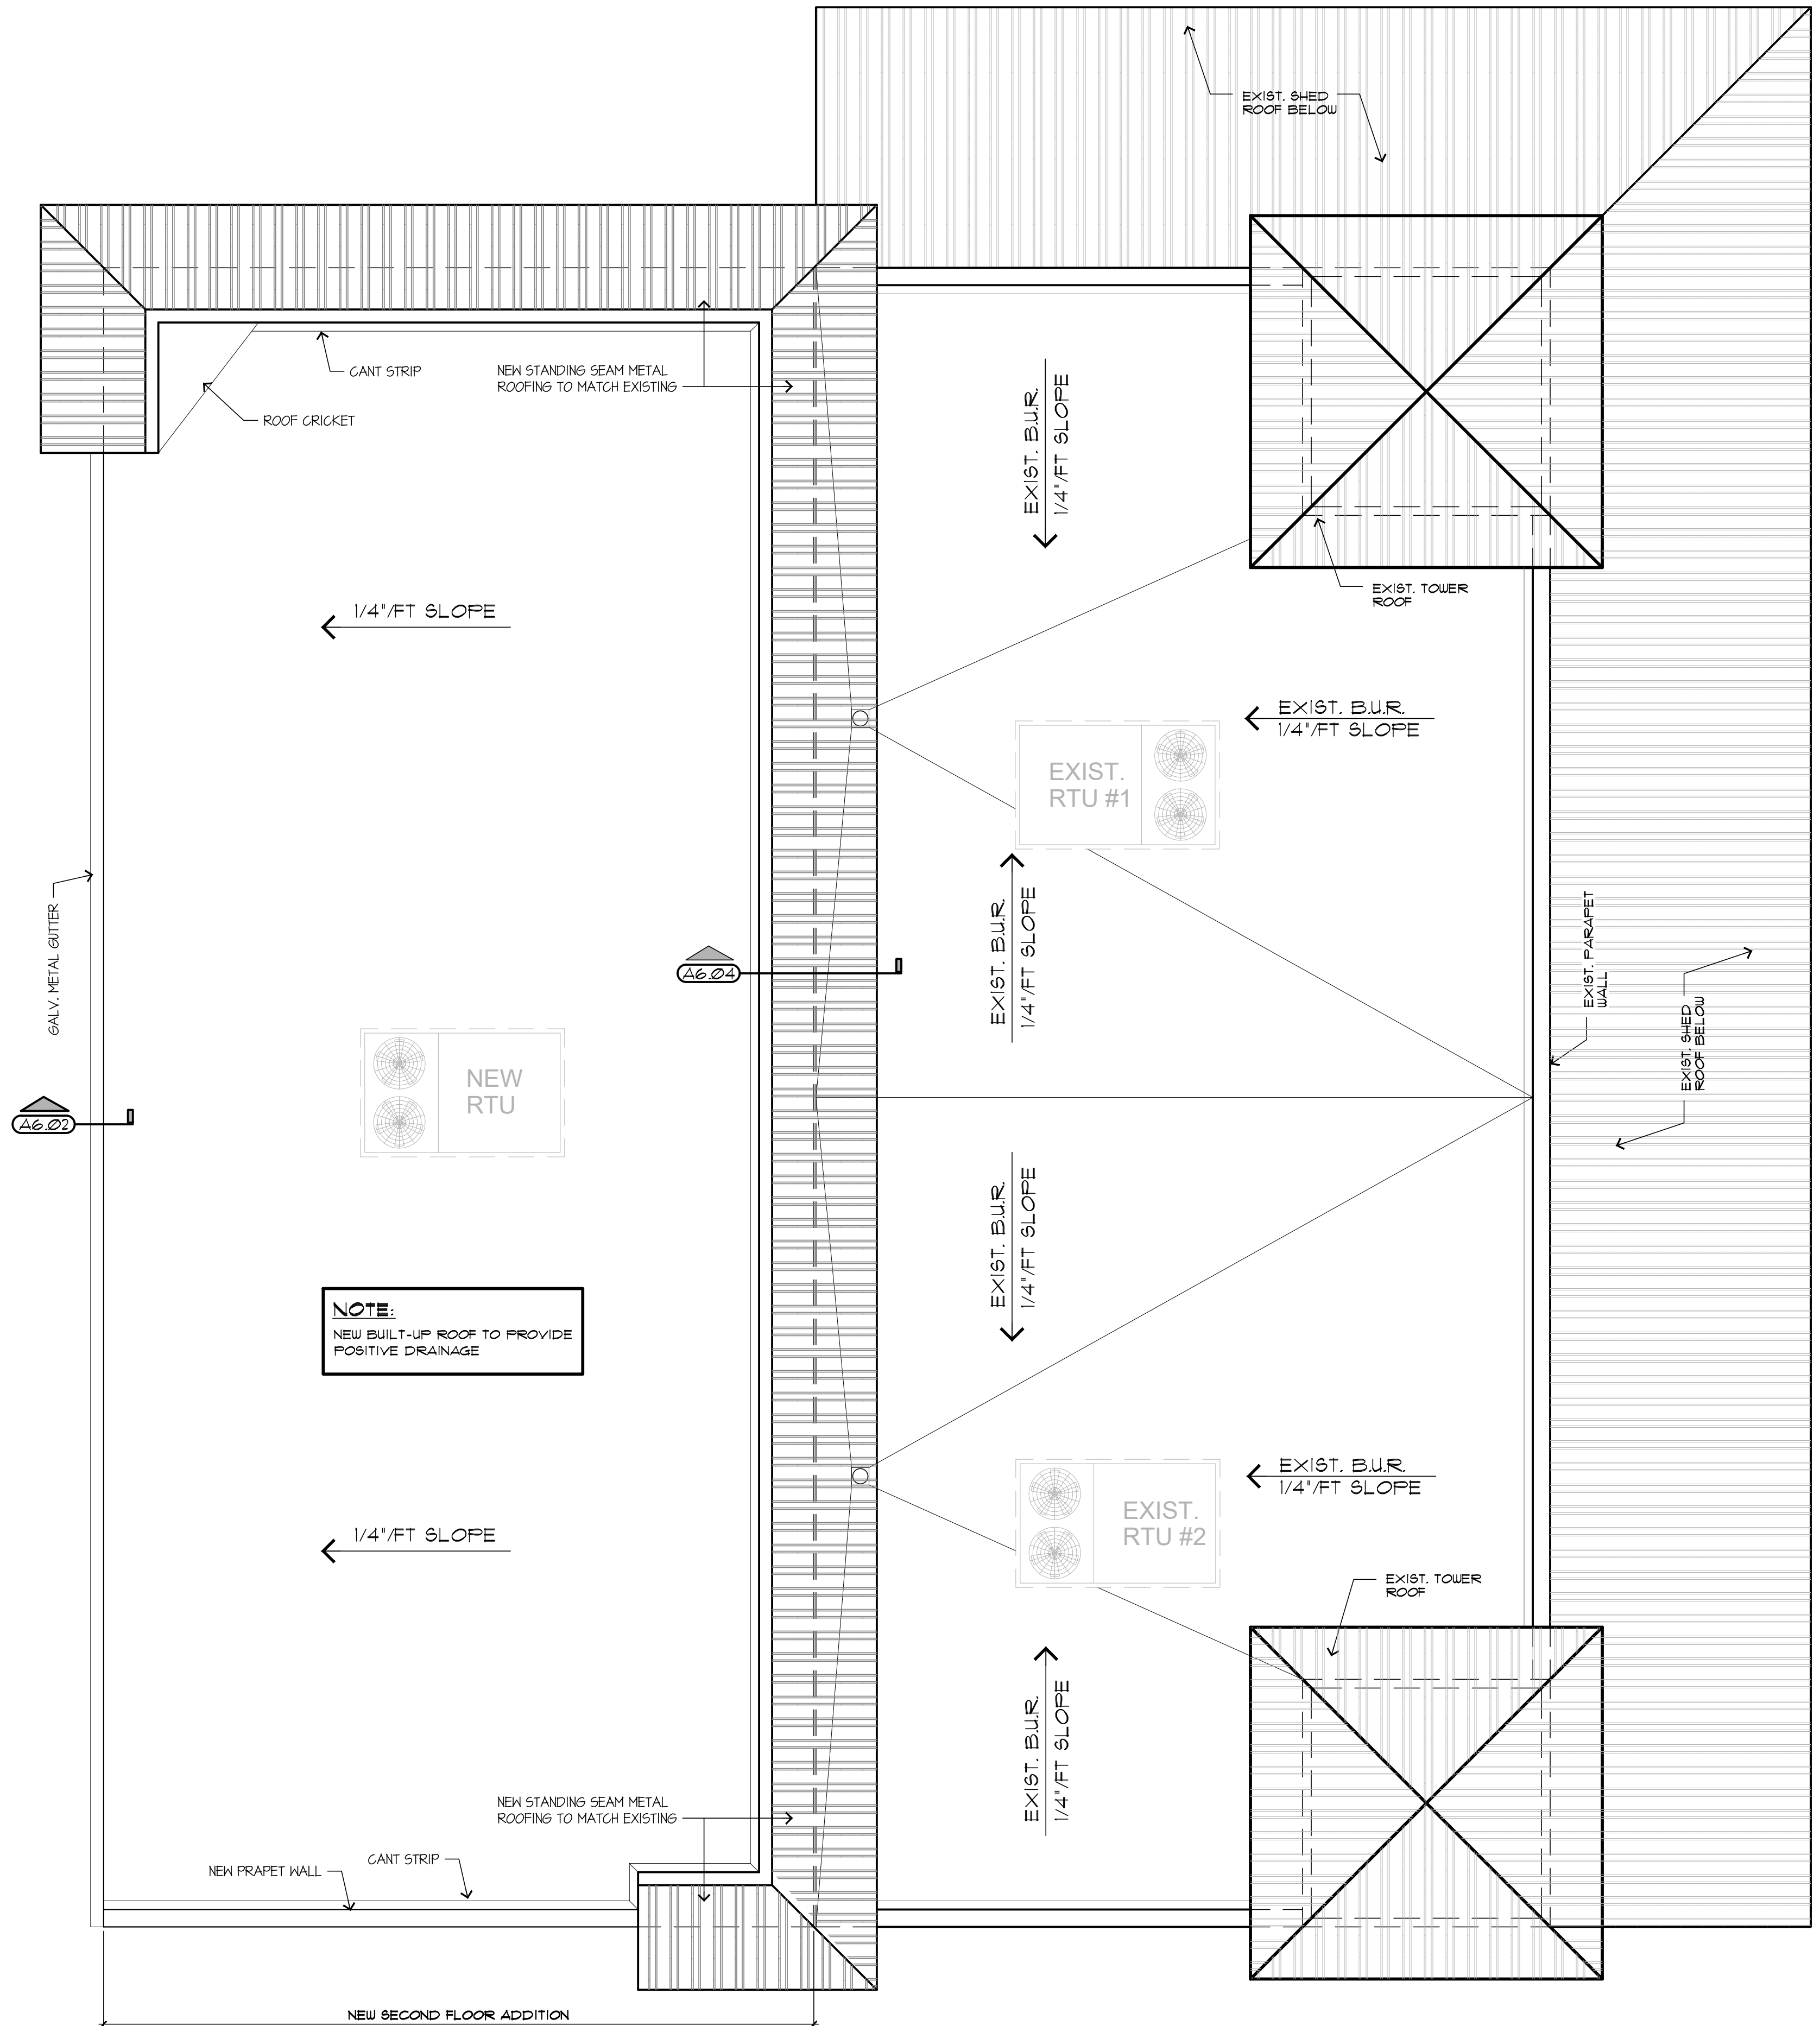 EXIST. SHED
ROOF BELOW
CANT STRIP
NEW STANDING SEAM METAL
ROOFING TO MATCH EXISTING
ROOF CRICKET
EXIST. B.U.R.
1/4"/FT SLOPE
EXIST. TOWER
ROOF
1/4"/FT SLOPE
EXIST. B.U.R.
1/4"/FT SLOPE
EXIST.
RTU #1
GALV. METAL GUTTER
EXIST. B.U.R.
1/4"/FT SLOPE
EXIST. PARAPET
WALL
A6.04
EXIST. SHED
ROOF BELOW
NEW
RTU
A6.02
EXIST. B.U.R.
1/4"/FT SLOPE
NOTE:
NEW BUILT-UP ROOF TO PROVIDE
POSITIVE DRAINAGE
EXIST. B.U.R.
1/4"/FT SLOPE
EXIST.
RTU #2
1/4"/FT SLOPE
EXIST. TOWER
ROOF
EXIST. B.U.R.
1/4"/FT SLOPE
NEW STANDING SEAM METAL
ROOFING TO MATCH EXISTING
CANT STRIP
NEW PRAPET WALL
NEW SECOND FLOOR ADDITION